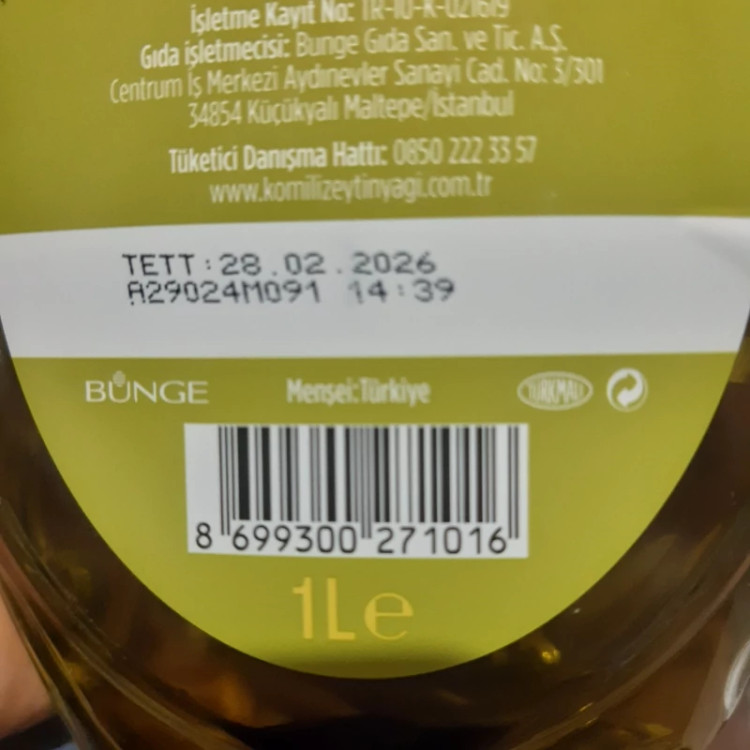 İşletme Kayıt No: TR-10-K-021619
Gıda işletmecisi: Bunge Gıda San. ve Tic. A.Ş.
Centrum İş Merkezi Aydınevler Sanayi Cad. No: 3/301
34854 Küçükyalı Maltepe/İstanbul
Tüketici Danışma Hattı: 0850 222 33 57
www.komilizeytinyagi.com.tr
TETT:28.02.2026
A29024M091 14:39
BUNGE Menşei:Türkiye TÜRKMALI
8 699300 271016
1L e